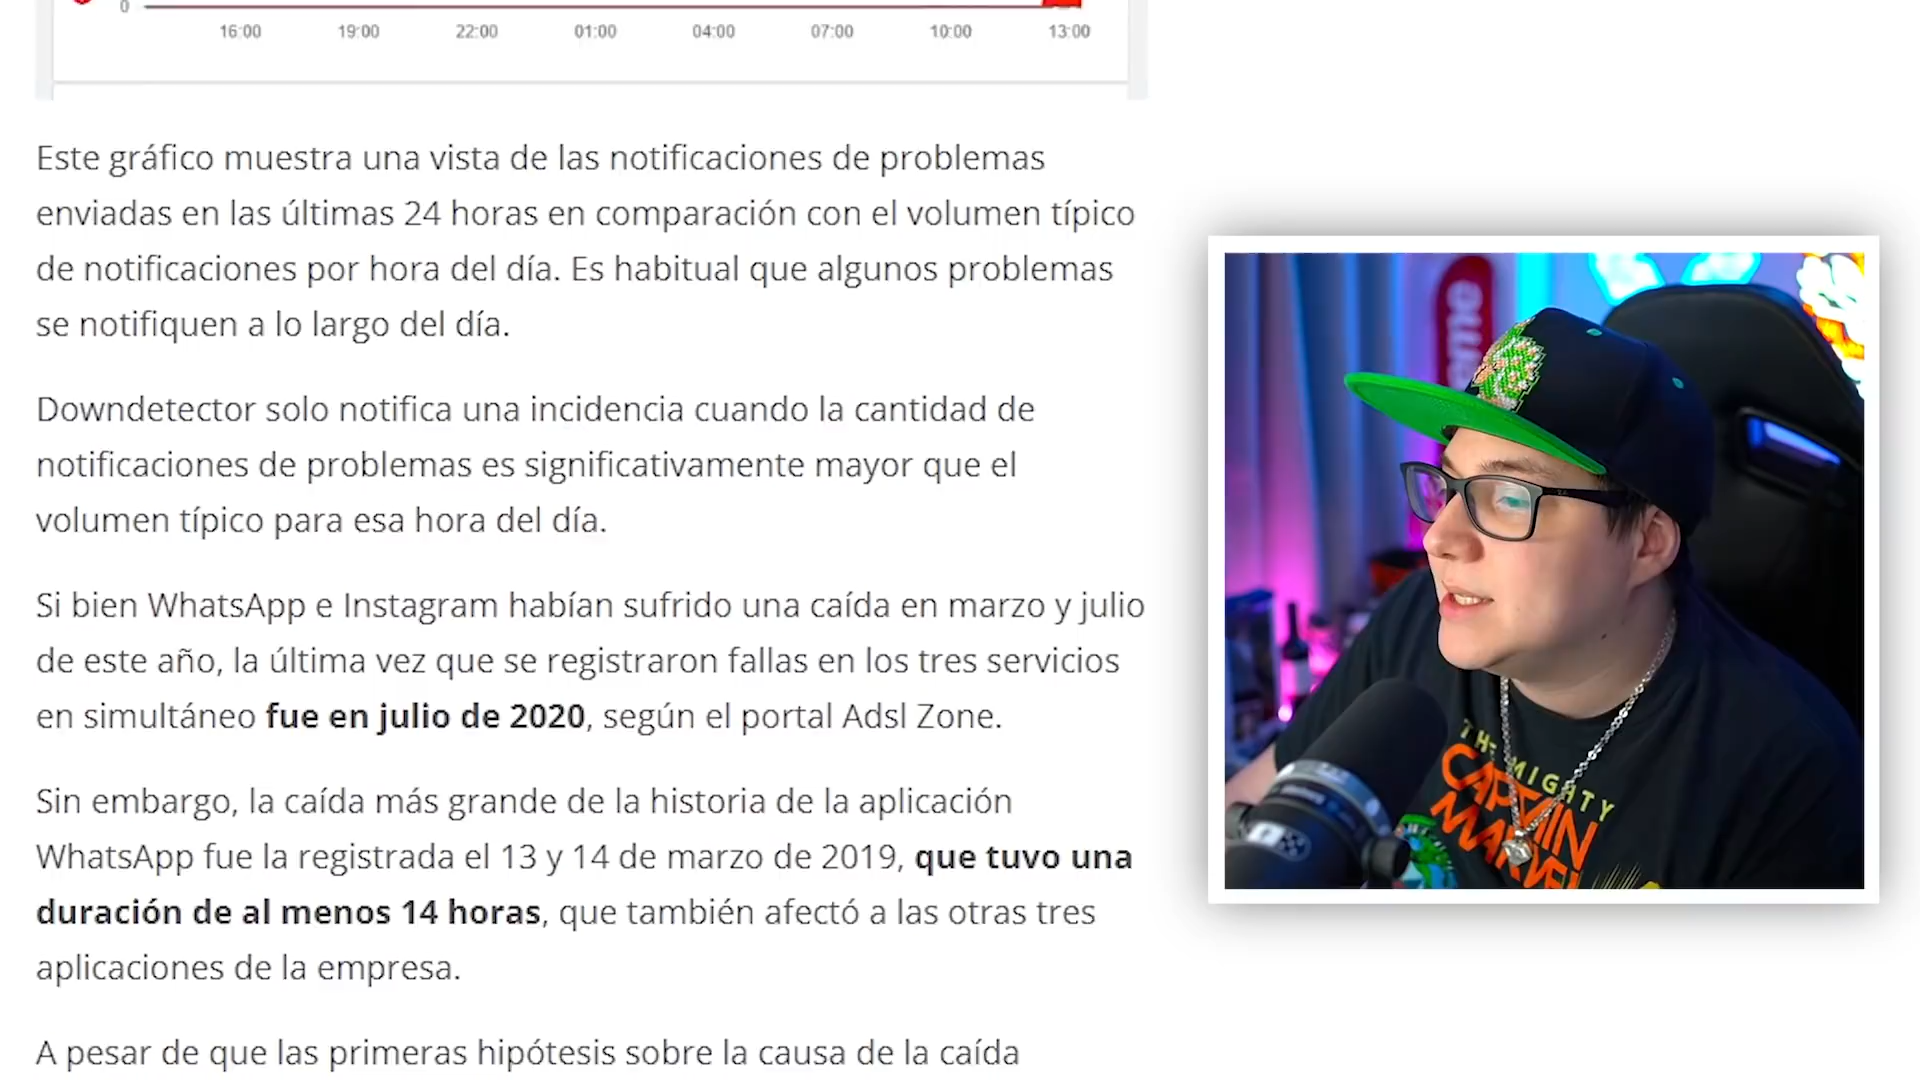 0
16:00 19:00 22:00 01:00 04:00 07:00 10:00 13:00
Este gráfico muestra una vista de las notificaciones de problemas
enviadas en las últimas 24 horas en comparación con el volumen típico
de notificaciones por hora del día. Es habitual que algunos problemas
se notifiquen a lo largo del día.
Downdetector solo notifica una incidencia cuando la cantidad de
notificaciones de problemas es significativamente mayor que el
volumen típico para esa hora del día.
Si bien WhatsApp e Instagram habían sufrido una caída en marzo y julio
de este año, la última vez que se registraron fallas en los tres servicios
en simultáneo fue en julio de 2020, según el portal Adsl Zone.
Sin embargo, la caída más grande de la historia de la aplicación
WhatsApp fue la registrada el 13 y 14 de marzo de 2019, que tuvo una
duración de al menos 14 horas, que también afectó a las otras tres
aplicaciones de la empresa.
A pesar de que las primeras hipótesis sobre la causa de la caída
eme
THE MIGHTY
CAPTAIN
MARVEL